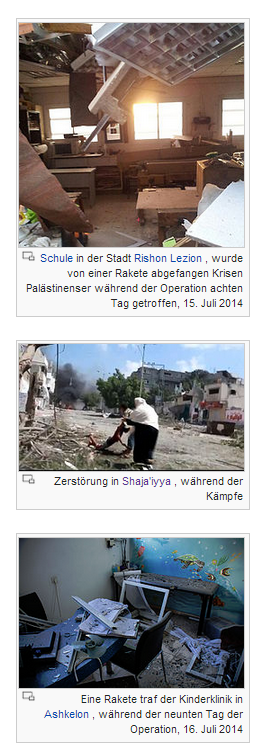 Schule in der Stadt Rishon Lezion , wurde
von einer Rakete abgefangen Krisen
Palästinenser während der Operation achten
Tag getroffen, 15. Juli 2014
Zerstörung in Shaja'iyya , während der
Kämpfe
Eine Rakete traf der Kinderklinik in
Ashkelon , während der neunten Tag der
Operation, 16. Juli 2014